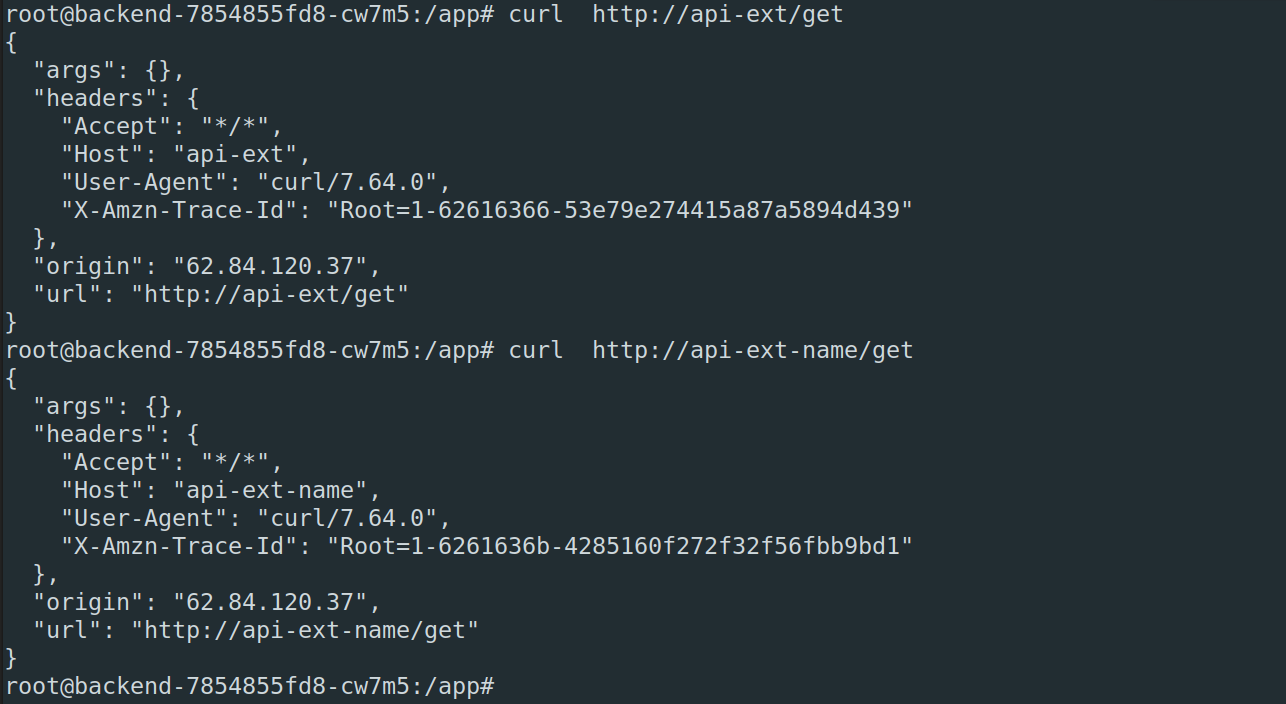 root@backend-7854855fd8-cw7m5:/app# curl  http://api-ext/get
{
  "args": {},
  "headers": {
    "Accept": "*/*",
    "Host": "api-ext",
    "User-Agent": "curl/7.64.0",
    "X-Amzn-Trace-Id": "Root=1-62616366-53e79e274415a87a5894d439"
  },
  "origin": "62.84.120.37",
  "url": "http://api-ext/get"
}
root@backend-7854855fd8-cw7m5:/app# curl  http://api-ext-name/get
{
  "args": {},
  "headers": {
    "Accept": "*/*",
    "Host": "api-ext-name",
    "User-Agent": "curl/7.64.0",
    "X-Amzn-Trace-Id": "Root=1-6261636b-4285160f272f32f56fbb9bd1"
  },
  "origin": "62.84.120.37",
  "url": "http://api-ext-name/get"
}
root@backend-7854855fd8-cw7m5:/app#